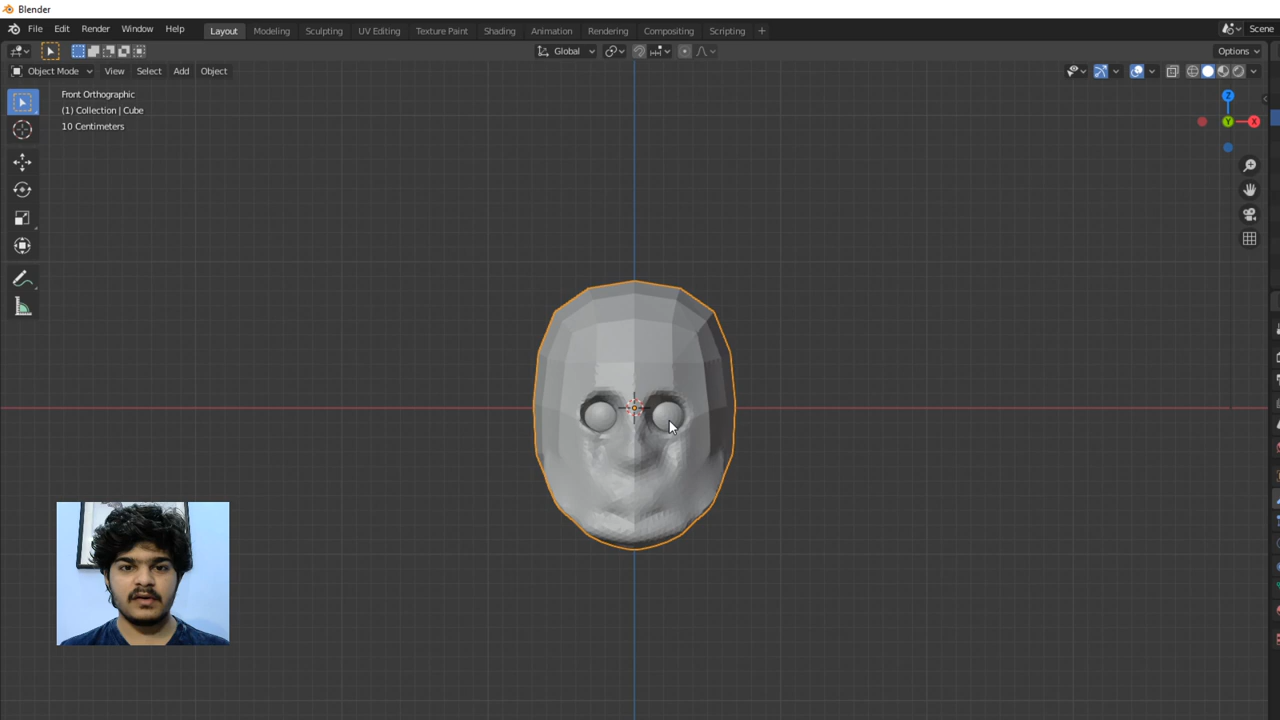 Blender
File Edit Render Window Help Layout Modeling Sculpting UV Editing Texture Paint Shading Animation Rendering Compositing Scripting + Scene
Global Options
Object Mode View Select Add Object
Front Orthographic
(1) Collection | Cube
10 Centimeters
Z
Y
X